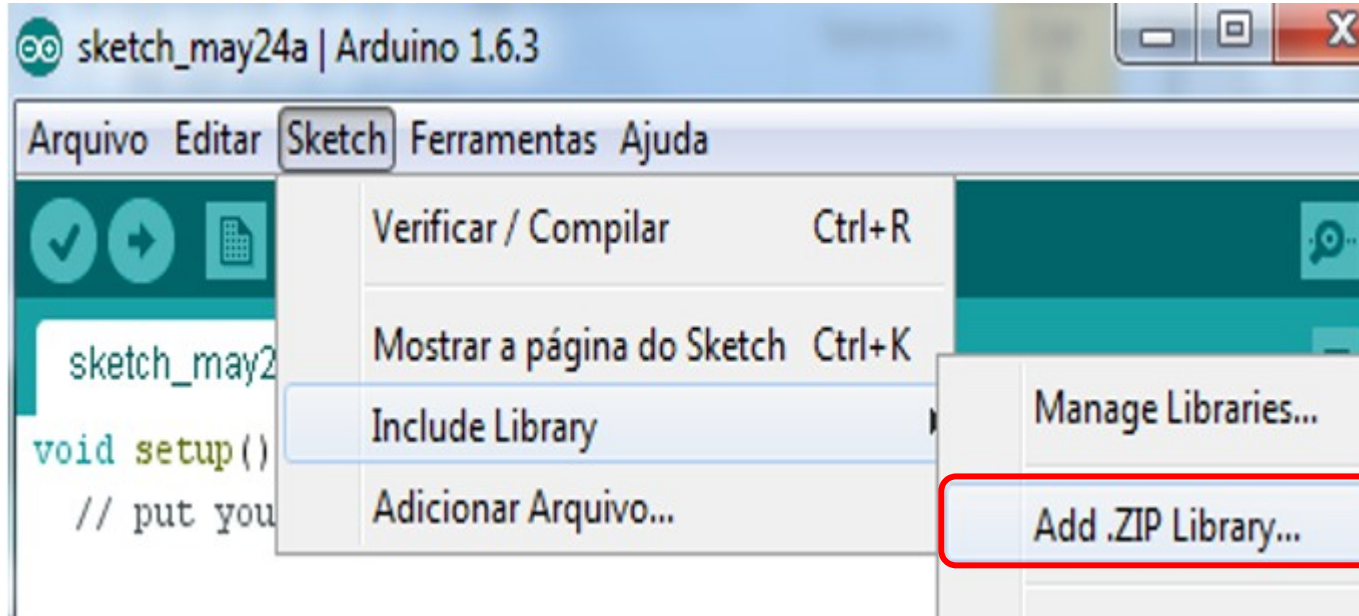 sketch_may24a | Arduino 1.6.3
Arquivo Editar Sketch Ferramentas Ajuda
Verificar / Compilar Ctrl+R
Mostrar a página do Sketch Ctrl+K
sketch_may2
Include Library
Manage Libraries...
void setup()
// put you
Adicionar Arquivo...
Add .ZIP Library...